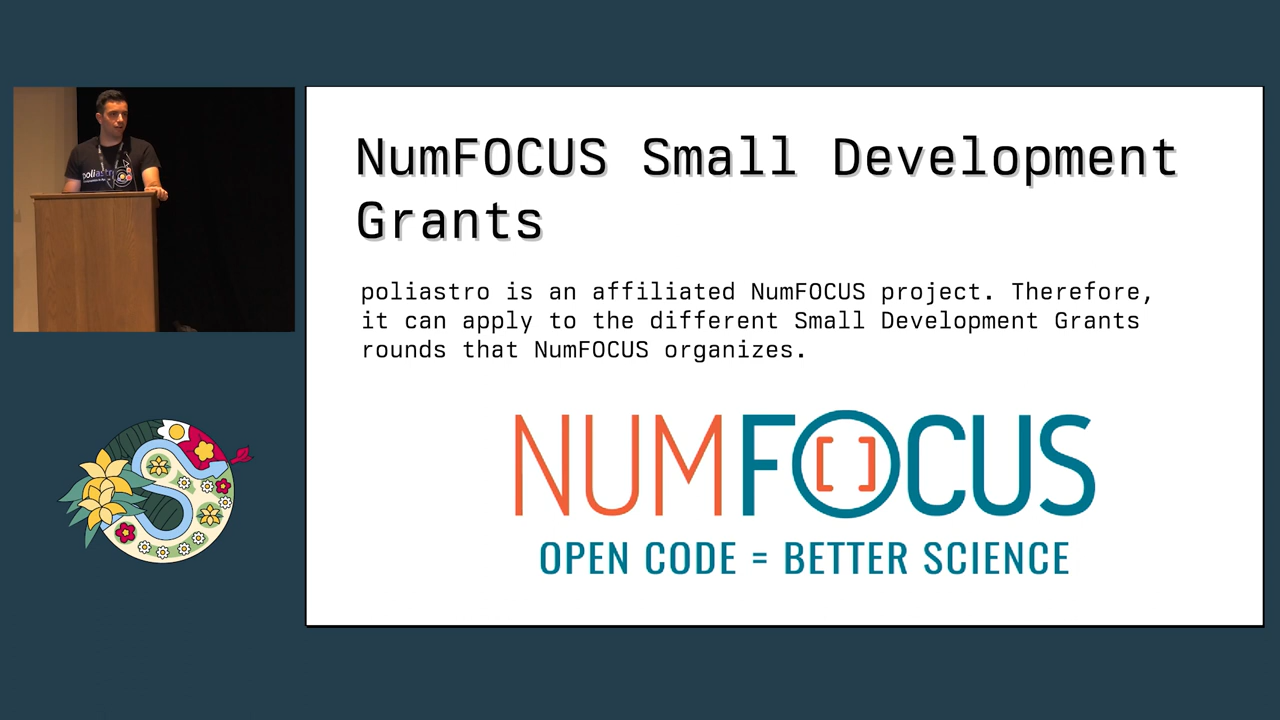 NumFOCUS Small Development
Grants
poliastro is an affiliated NumFOCUS project. Therefore,
it can apply to the different Small Development Grants
rounds that NumFOCUS organizes.
NUMFOCUS
OPEN CODE = BETTER SCIENCE
poliastro